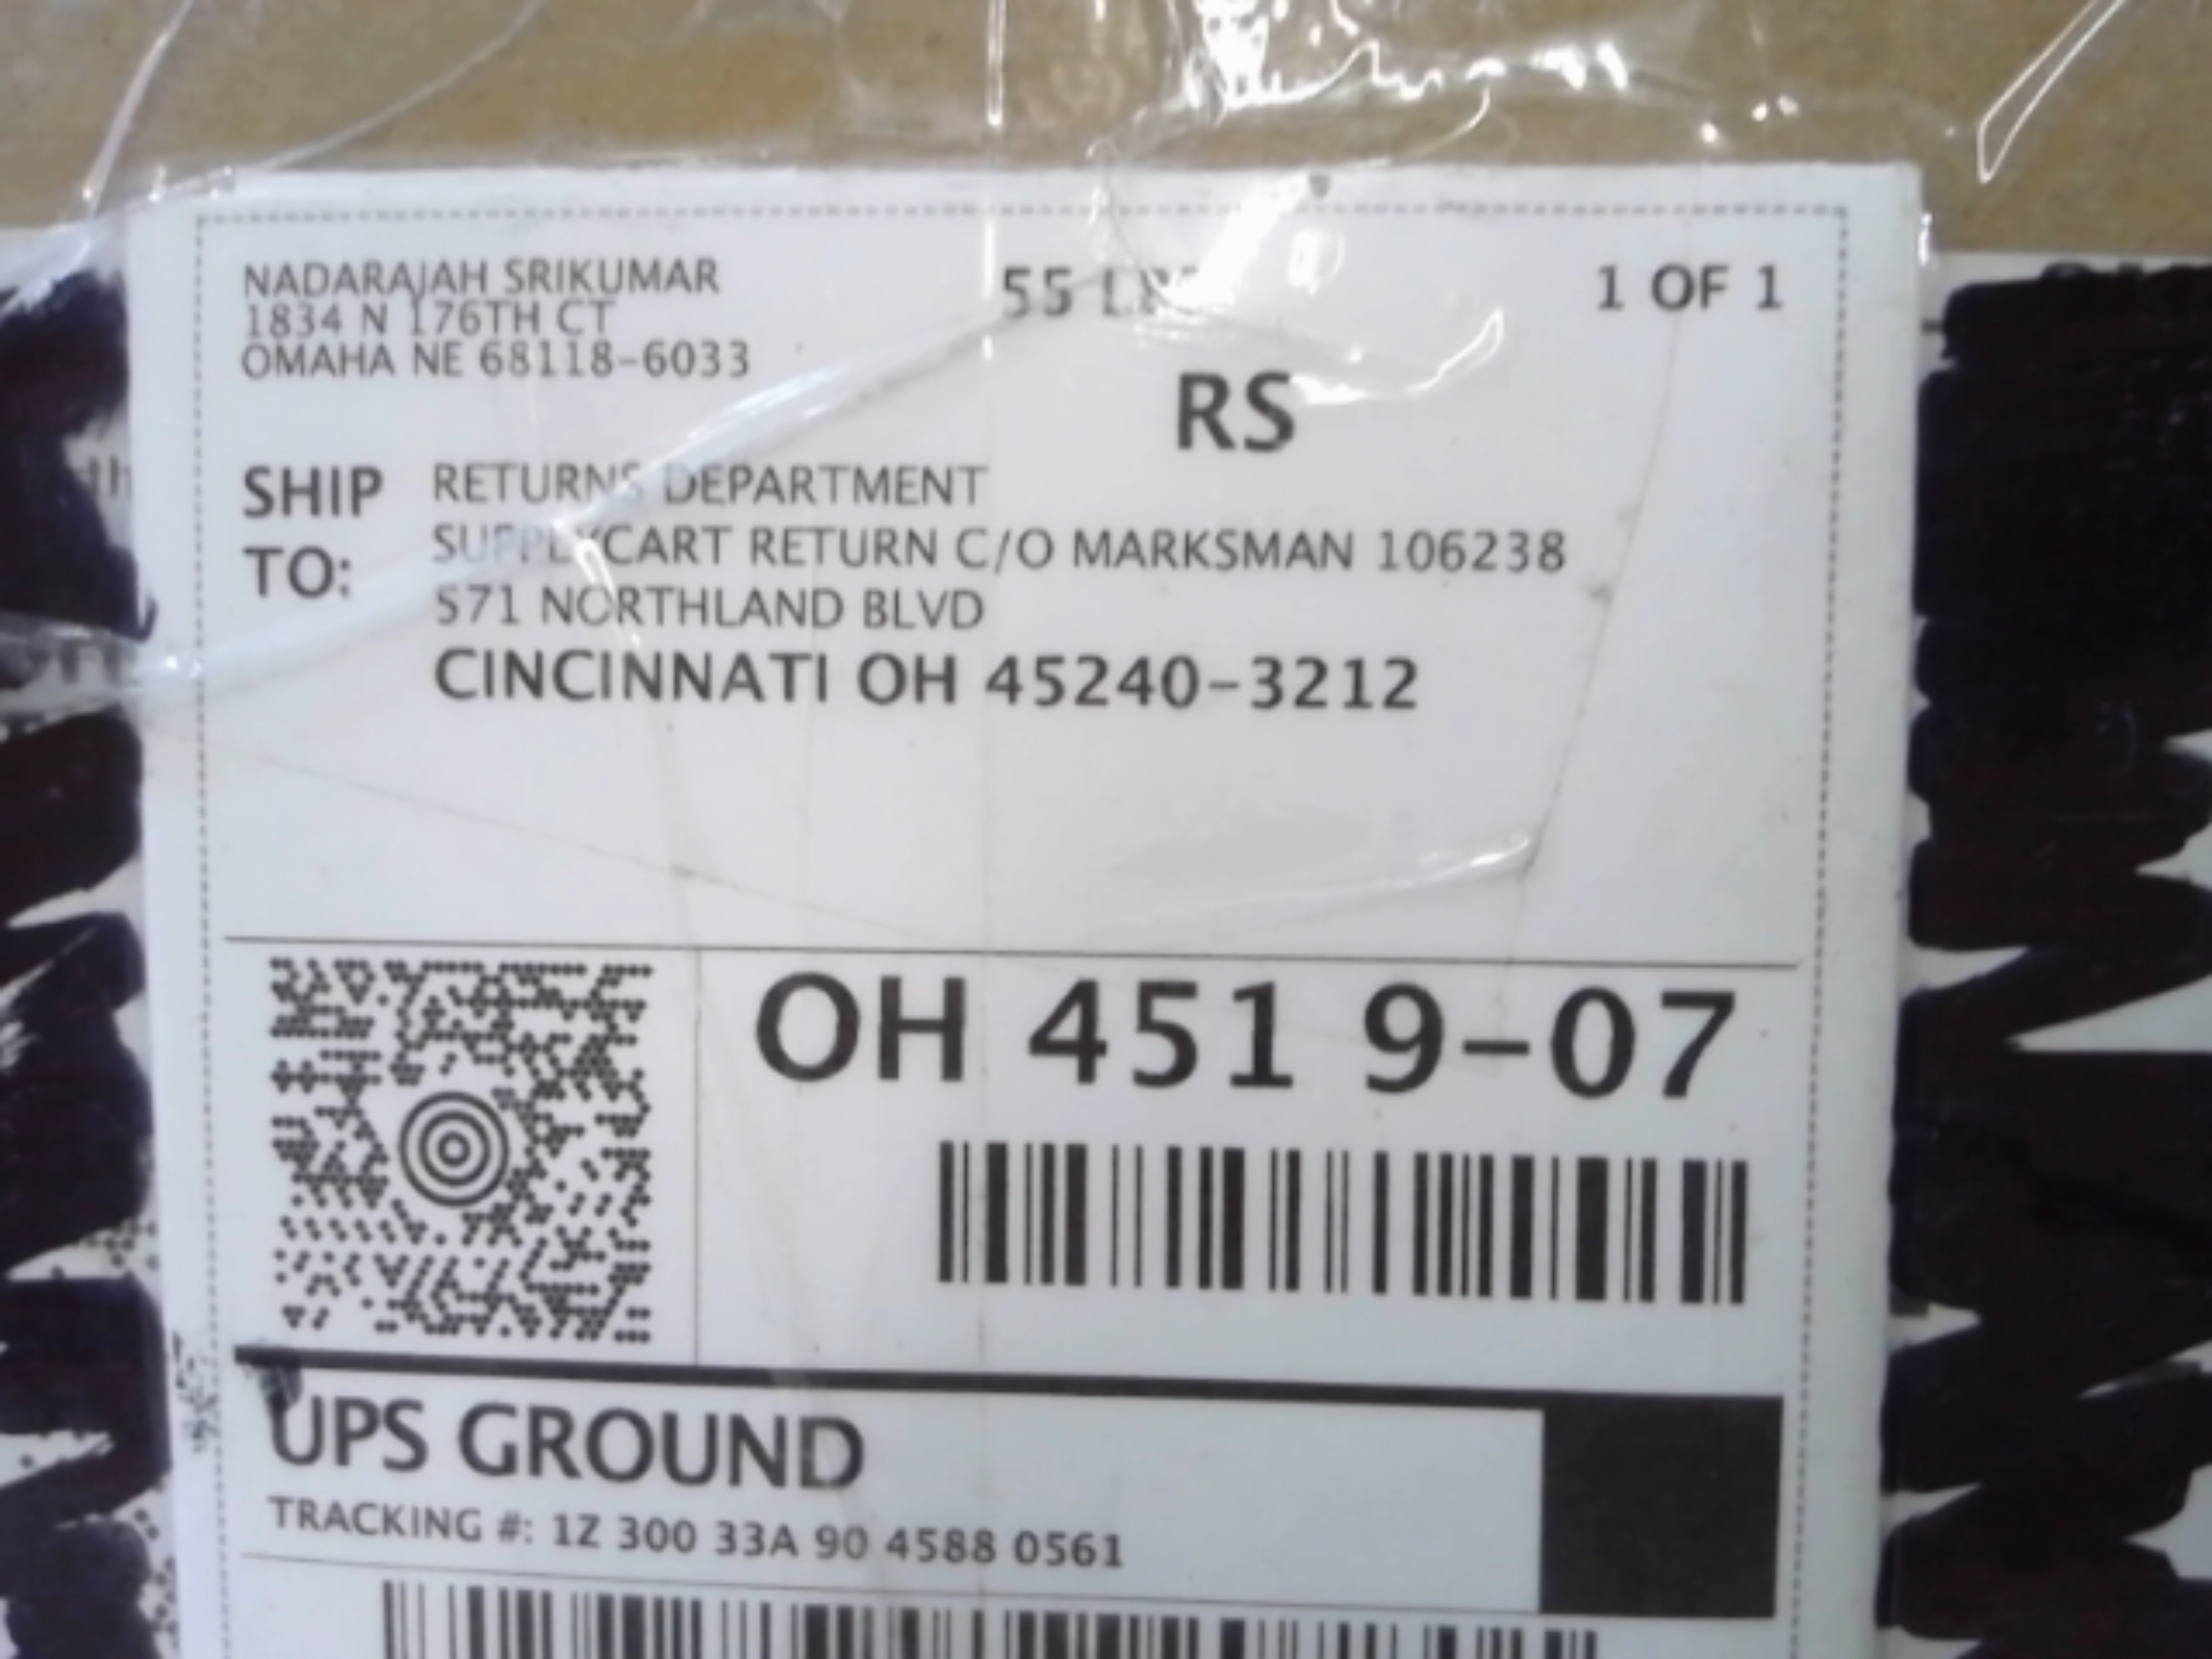 NADARAJAH SRIKUMAR
1834 N 176TH CT
OMAHA NE 68118-6033
55 LBS
1 OF 1
RS
SHIP TO:
RETURNS DEPARTMENT
SUPPLYCART RETURN C/O MARKSMAN 106238
571 NORTHLAND BLVD
CINCINNATI OH 45240-3212
OH 451 9-07
UPS GROUND
TRACKING #: 1Z 300 33A 90 4588 0561